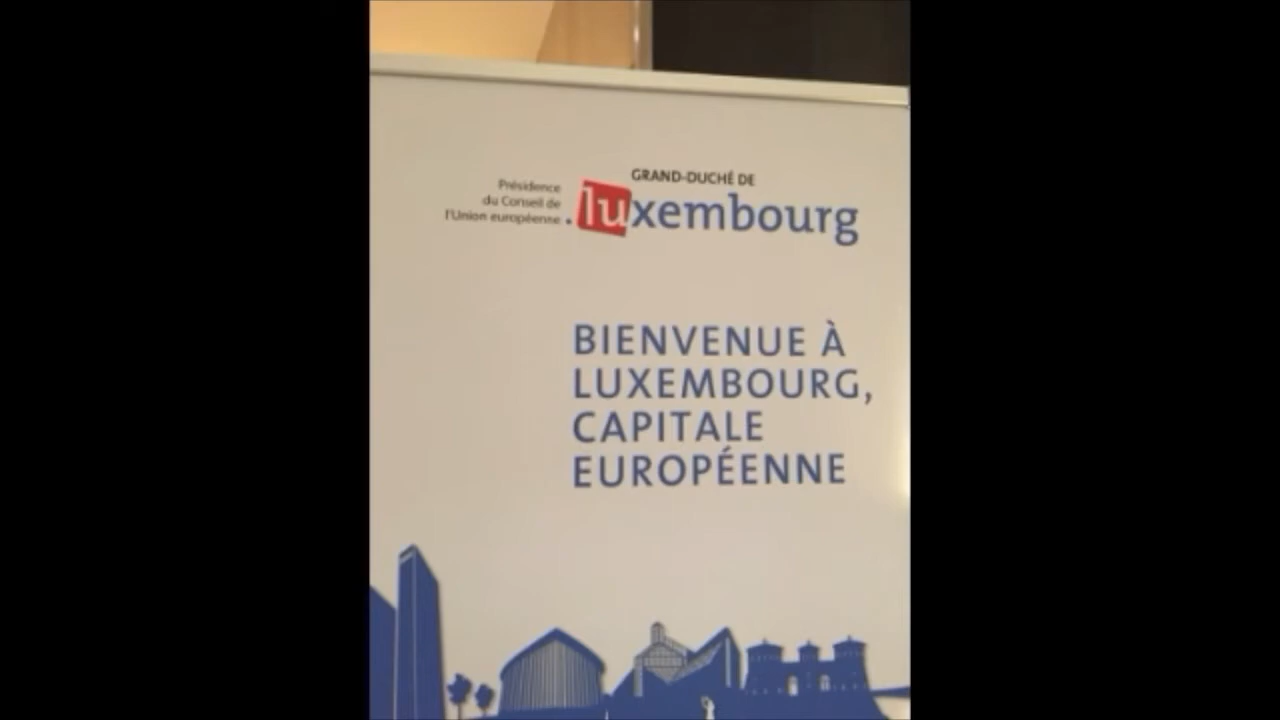 Présidence
du Conseil de
l'Union européenne
GRAND-DUCHÉ DE
.luxembourg
BIENVENUE À
LUXEMBOURG,
CAPITALE
EUROPÉENNE